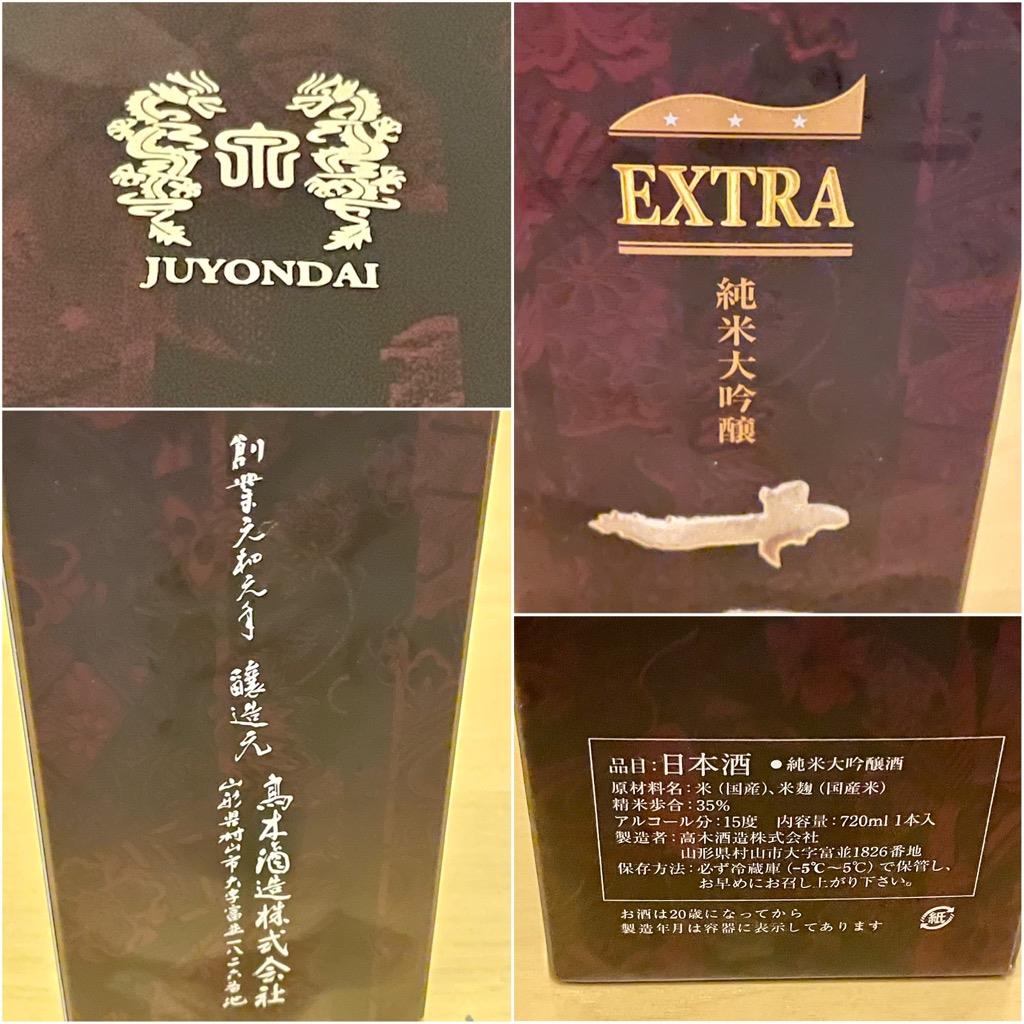 JUYONDAI
EXTRA
純米大吟醸
創業元和元年 醸造元
高木酒造株式会社
山形県村山市大字富並一八二六番地
品目：日本酒 ●純米大吟醸酒
原材料名：米（国産）、米麹（国産米）
精米歩合：35%
アルコール分：15度 内容量：720ml 1本入
製造者：高木酒造株式会社
山形県村山市大字富並1826番地
保存方法：必ず冷蔵庫（-5℃～5℃）で保管し、
お早めにお召し上がり下さい。
お酒は20歳になってから
製造年月は容器に表示してあります
紙